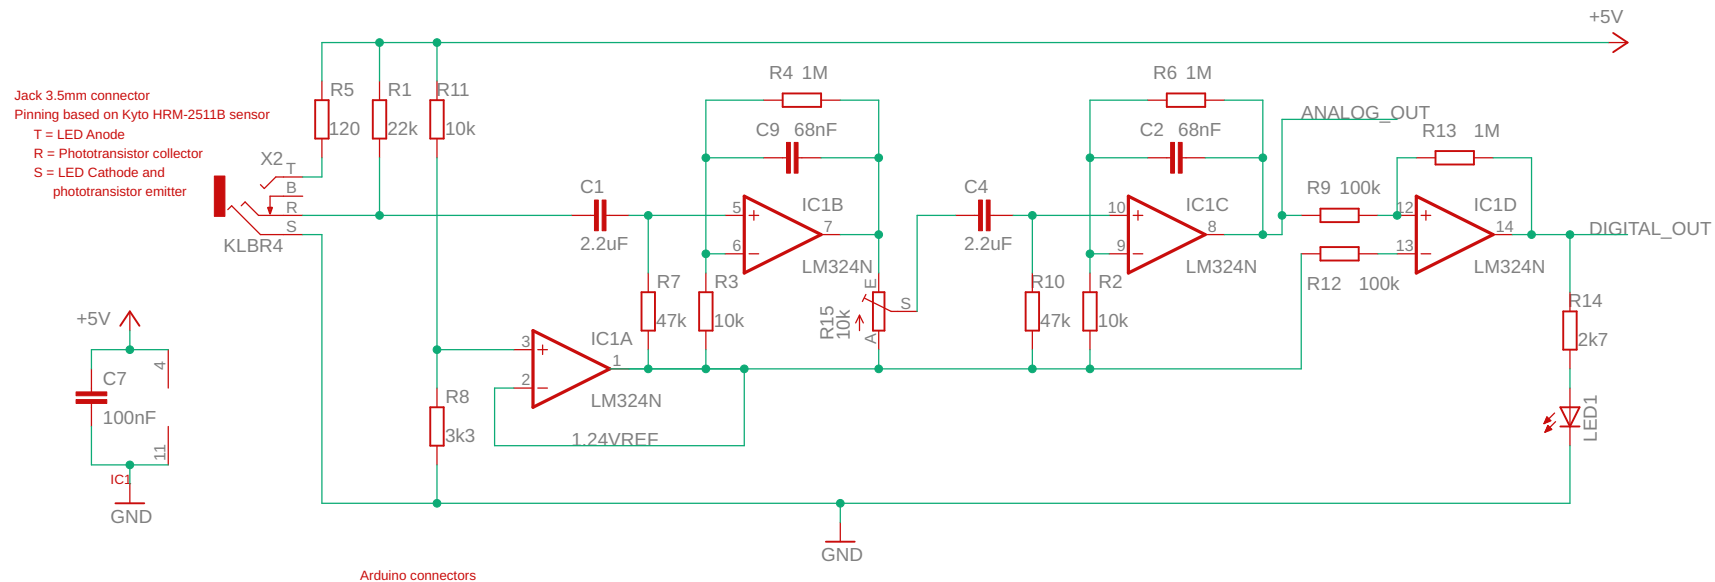 +5V
Jack 3.5mm connector
Pinning based on Kyto HRM-2511B sensor
T = LED Anode
R = Phototransistor collector
S = LED Cathode and
phototransistor emitter
X2
T
B
R
S
KLBR4
R5
120
R1
22k
R11
10k
C1
2.2uF
R4 1M
C9 68nF
5
+
6
−
7
IC1B
LM324N
R7
47k
R3
10k
E
S
A
R15
10k
C4
2.2uF
R6 1M
C2 68nF
10
+
9
−
8
IC1C
LM324N
R10
47k
R2
10k
ANALOG_OUT
R13 1M
R9 100k
R12 100k
12
+
13
−
14
IC1D
LM324N
DIGITAL_OUT
R14
2k7
LED1
3
+
2
−
1
IC1A
LM324N
1.24VREF
R8
3k3
+5V
C7
100nF
4
11
IC1
GND
GND
Arduino connectors